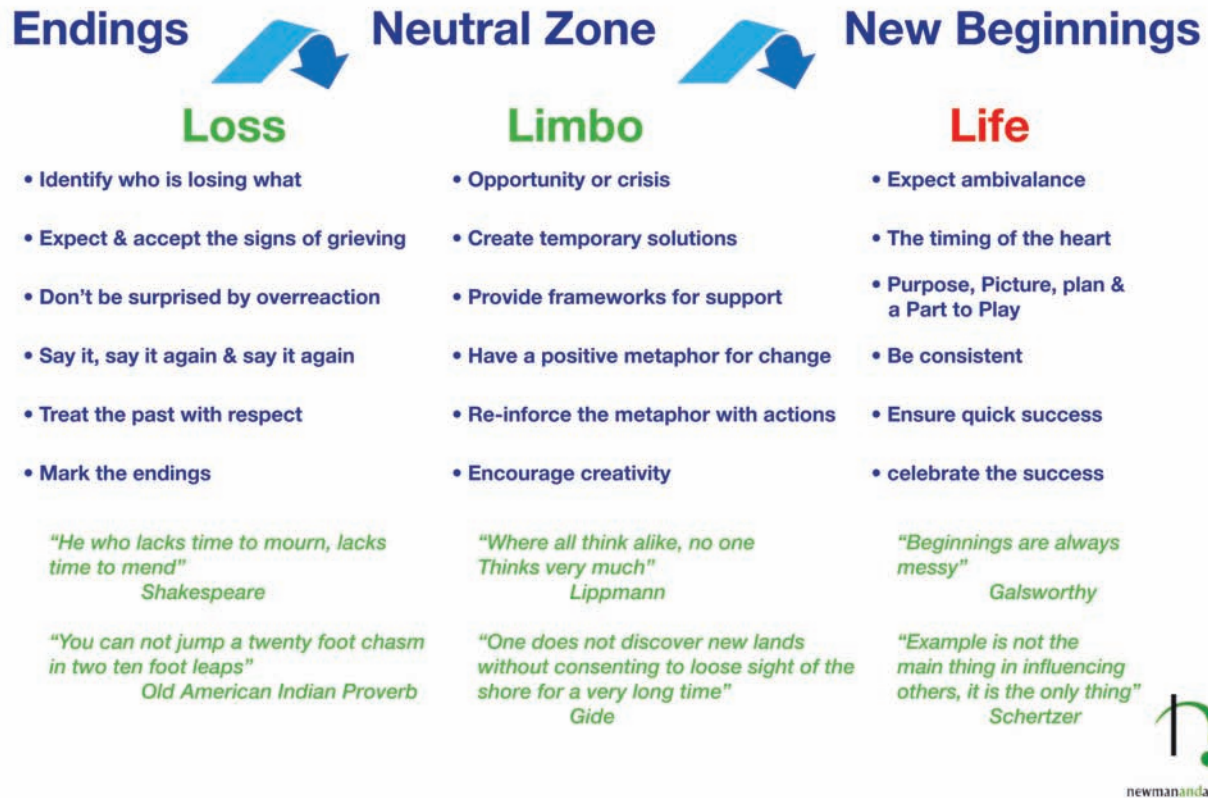 Endings
Neutral Zone
New Beginnings
Loss
Limbo
Life
• Identify who is losing what
• Expect & accept the signs of grieving
• Don't be surprised by overreaction
• Say it, say it again & say it again
• Treat the past with respect
• Mark the endings
"He who lacks time to mourn, lacks
time to mend"
Shakespeare
"You can not jump a twenty foot chasm
in two ten foot leaps"
Old American Indian Proverb
• Opportunity or crisis
• Create temporary solutions
• Provide frameworks for support
• Have a positive metaphor for change
• Re-inforce the metaphor with actions
• Encourage creativity
"Where all think alike, no one
Thinks very much"
Lippmann
"One does not discover new lands
without consenting to loose sight of the
shore for a very long time"
Gide
• Expect ambivalance
• The timing of the heart
• Purpose, Picture, plan &
a Part to Play
• Be consistent
• Ensure quick success
• celebrate the success
"Beginnings are always
messy"
Galsworthy
"Example is not the
main thing in influencing
others, it is the only thing"
Schertzer
newmananda